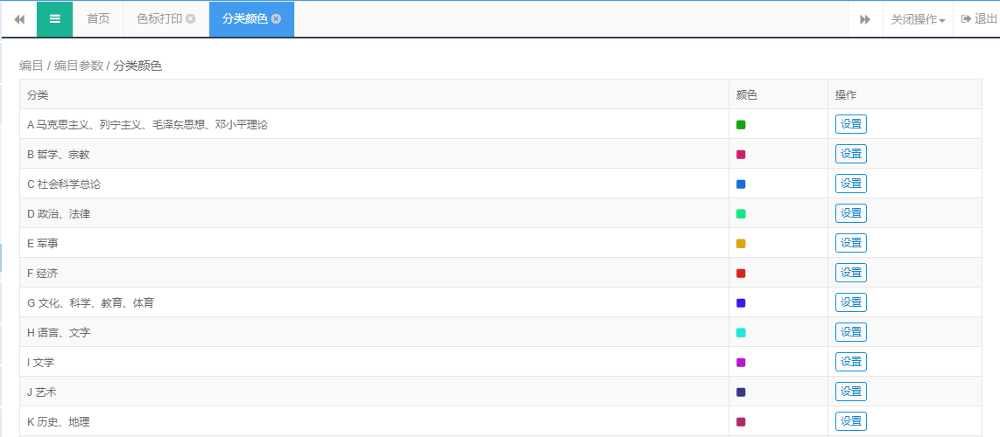 首页 色标打印 分类颜色 关闭操作 退出
编目 / 编目参数 / 分类颜色
分类 颜色 操作
A 马克思主义、列宁主义、毛泽东思想、邓小平理论 设置
B 哲学、宗教 设置
C 社会科学总论 设置
D 政治、法律 设置
E 军事 设置
F 经济 设置
G 文化、科学、教育、体育 设置
H 语言、文字 设置
I 文学 设置
J 艺术 设置
K 历史、地理 设置